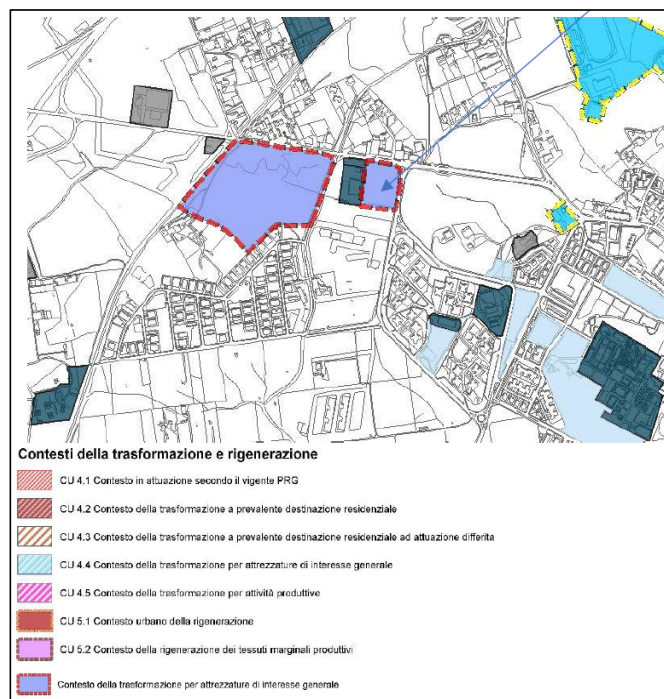 Contesti della trasformazione e rigenerazione
CU 4.1 Contesto in attuazione secondo il vigente PRG
CU 4.2 Contesto della trasformazione a prevalente destinazione residenziale
CU 4.3 Contesto della trasformazione a prevalente destinazione residenziale ad attuazione differita
CU 4.4 Contesto della trasformazione per attrezzature di interesse generale
CU 4.5 Contesto della trasformazione per attività produttive
CU 5.1 Contesto urbano della rigenerazione
CU 5.2 Contesto della rigenerazione dei tessuti marginali produttivi
Contesto della trasformazione per attrezzature di interesse generale